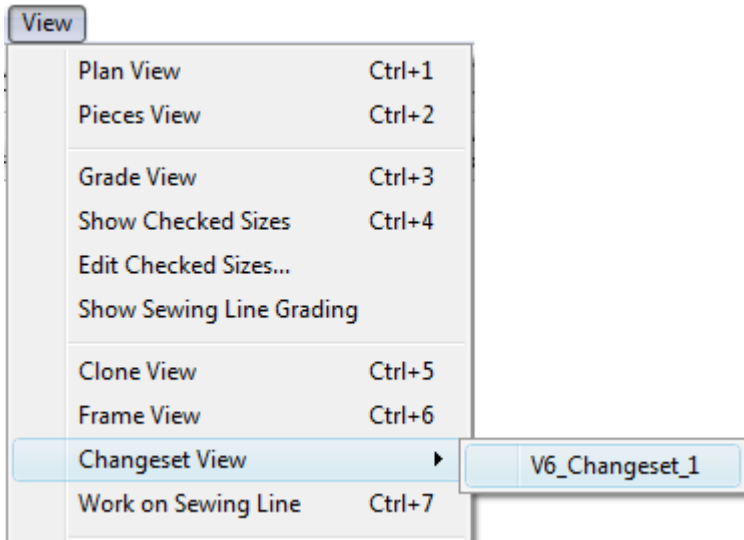 View
Plan View Ctrl+1
Pieces View Ctrl+2
Grade View Ctrl+3
Show Checked Sizes Ctrl+4
Edit Checked Sizes...
Show Sewing Line Grading
Clone View Ctrl+5
Frame View Ctrl+6
Changeset View V6_Changeset_1
Work on Sewing Line Ctrl+7